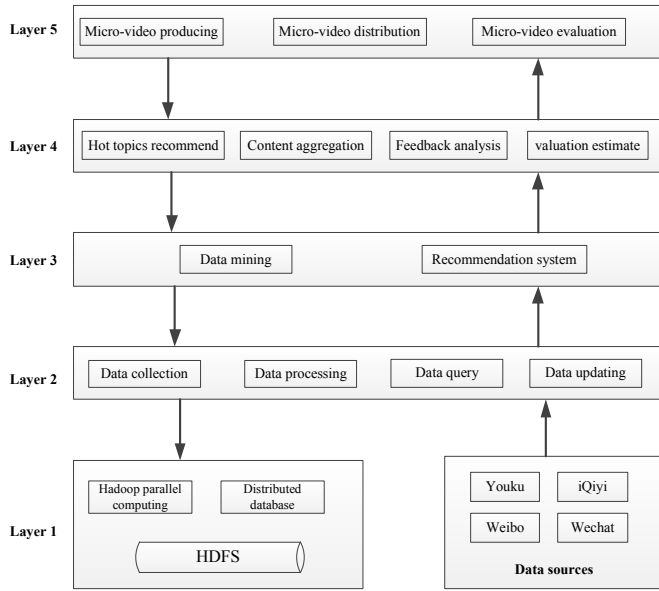 Layer 5
Micro-video producing
Micro-video distribution
Micro-video evaluation
Layer 4
Hot topics recommend
Content aggregation
Feedback analysis
valuation estimate
Layer 3
Data mining
Recommendation system
Layer 2
Data collection
Data processing
Data query
Data updating
Layer 1
Hadoop parallel
computing
Distributed
database
HDFS
Youku
iQiyi
Weibo
Wechat
Data sources